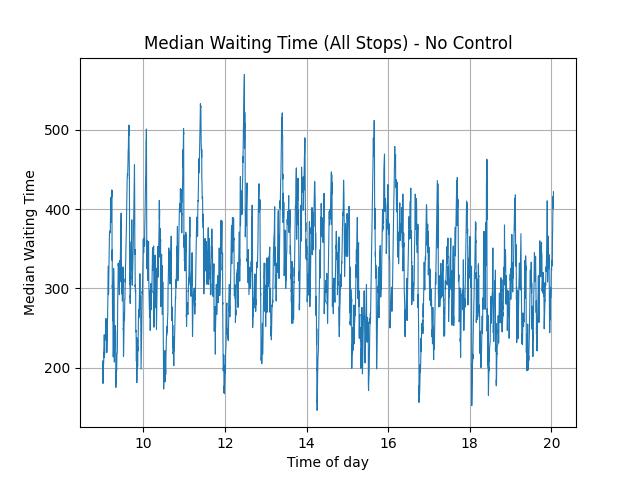 Median Waiting Time (All Stops) - No Control
500
400
300
200
Median Waiting Time
10 12 14 16 18 20
Time of day